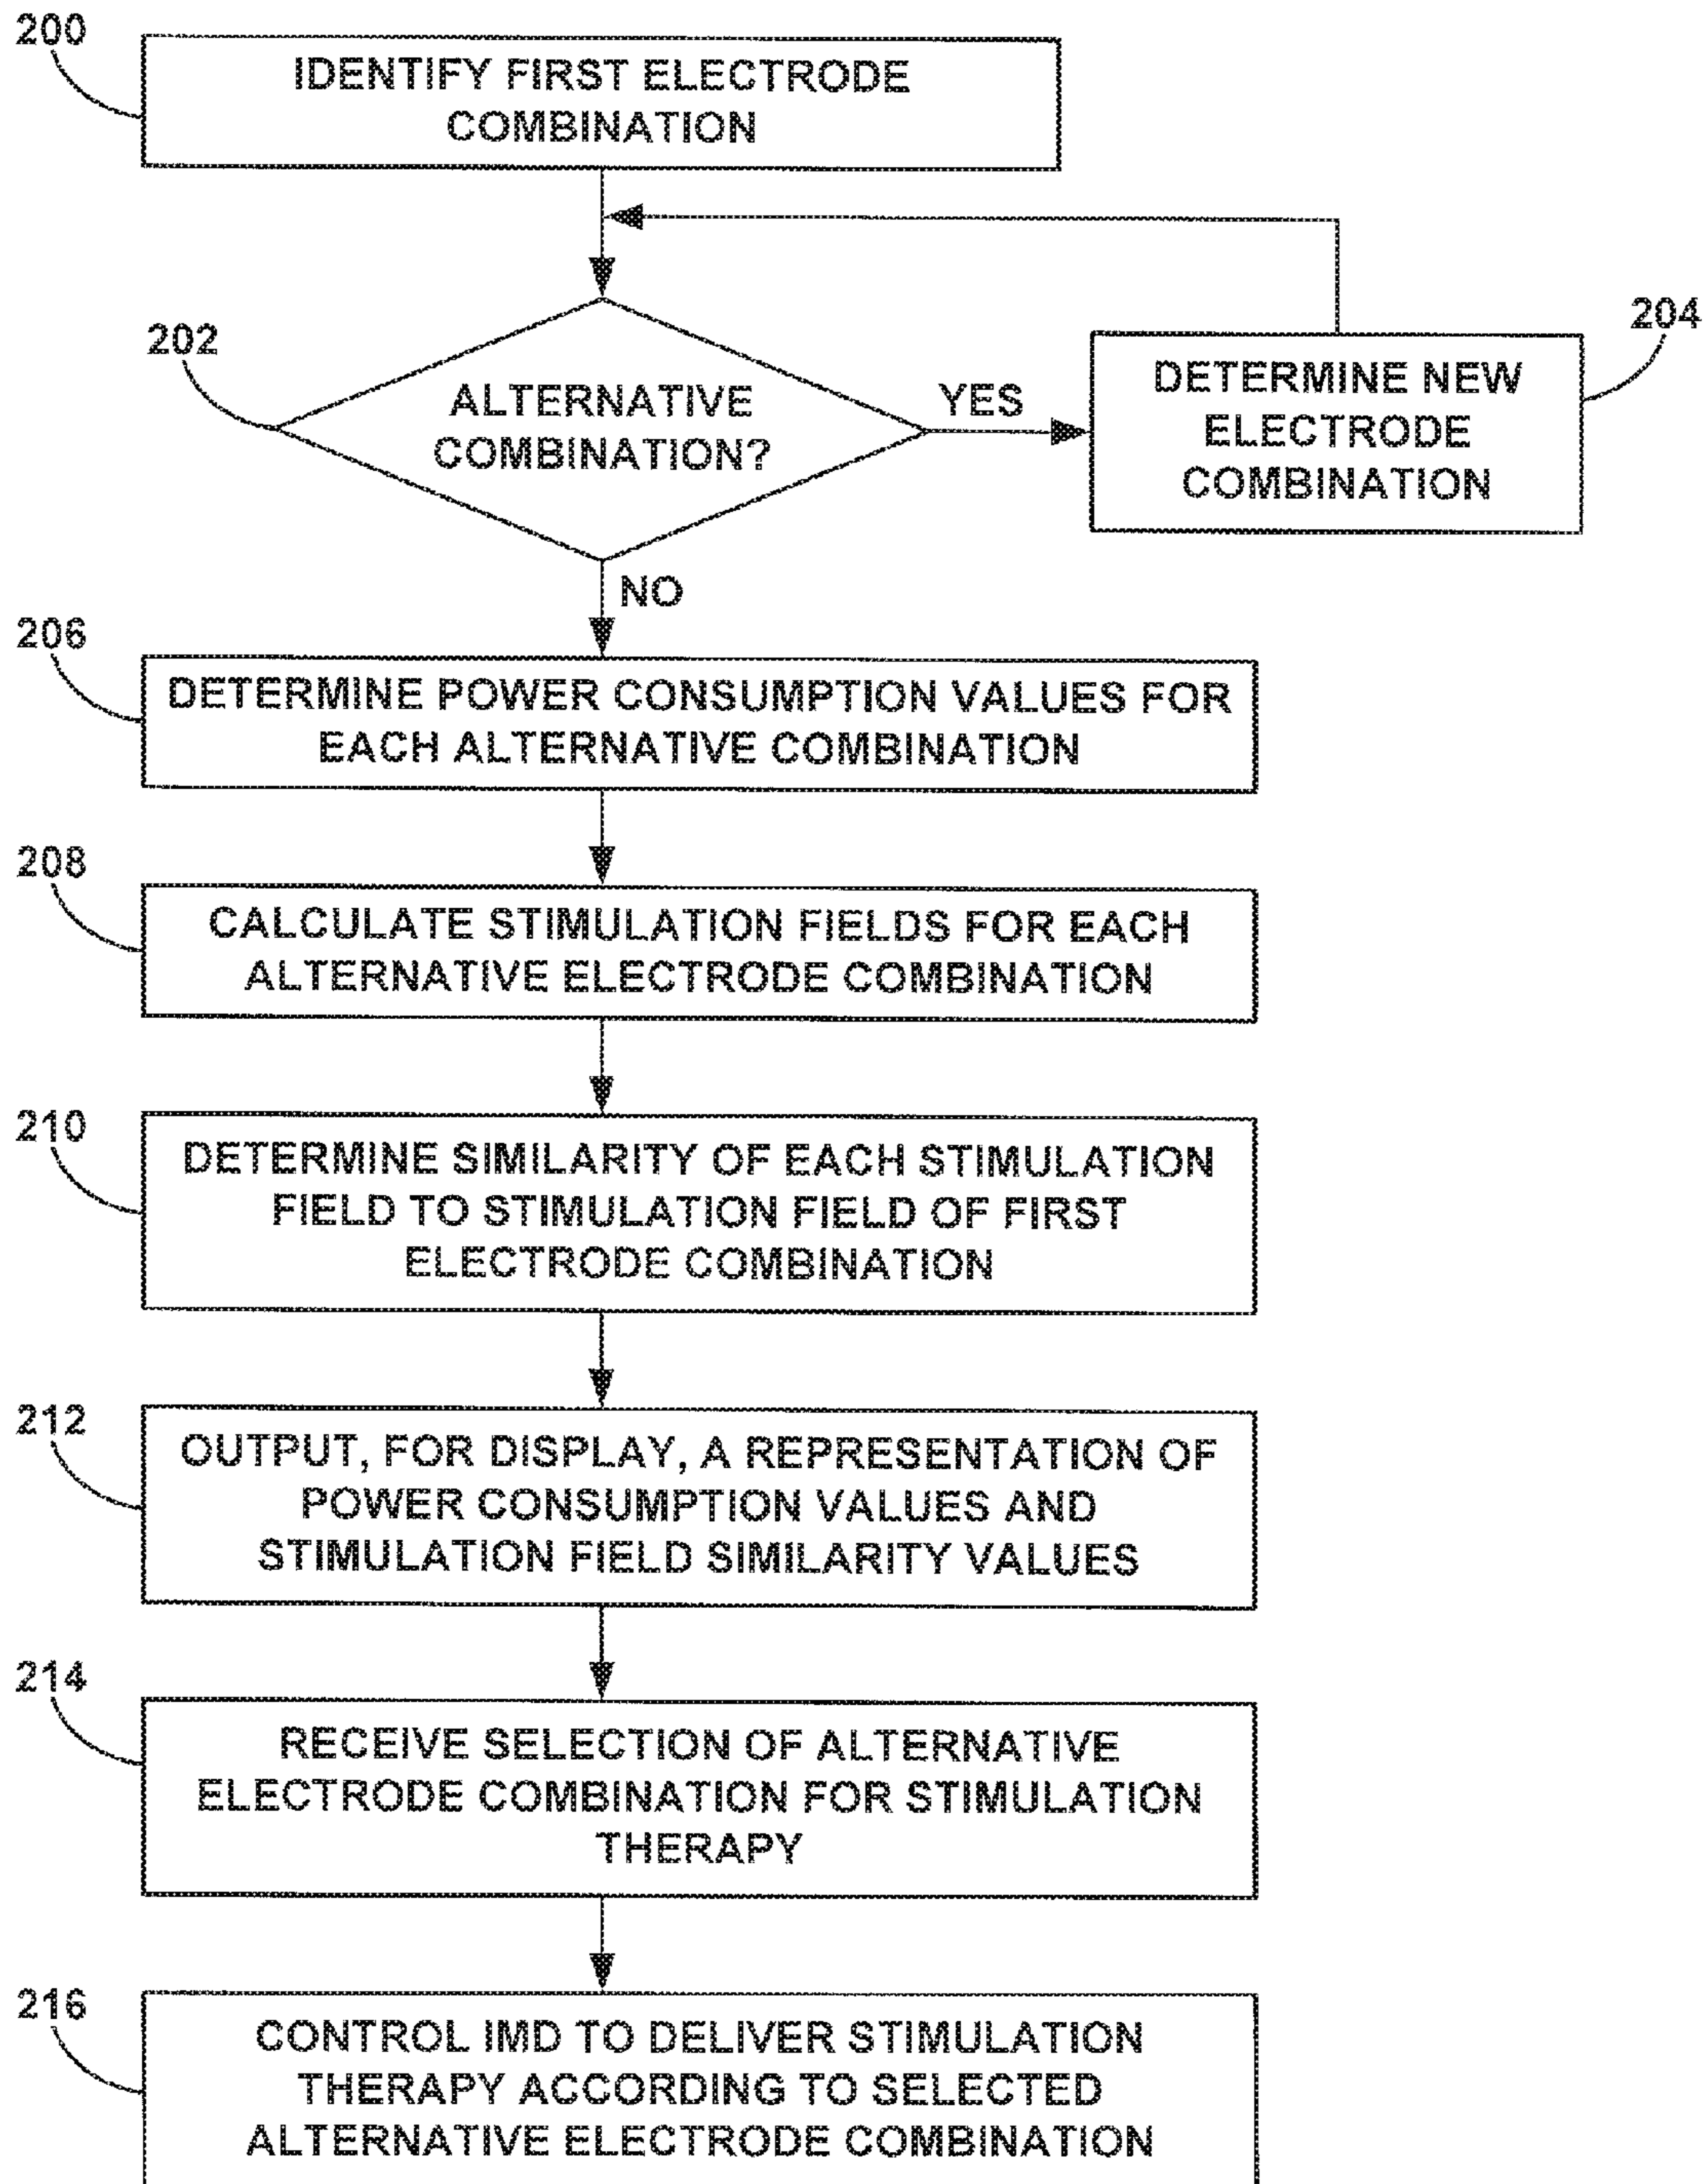 200
IDENTIFY FIRST ELECTRODE
COMBINATION
202
ALTERNATIVE
COMBINATION?
YES
204
DETERMINE NEW
ELECTRODE
COMBINATION
NO
206
DETERMINE POWER CONSUMPTION VALUES FOR
EACH ALTERNATIVE COMBINATION
208
CALCULATE STIMULATION FIELDS FOR EACH
ALTERNATIVE ELECTRODE COMBINATION
210
DETERMINE SIMILARITY OF EACH STIMULATION
FIELD TO STIMULATION FIELD OF FIRST
ELECTRODE COMBINATION
212
OUTPUT, FOR DISPLAY, A REPRESENTATION OF
POWER CONSUMPTION VALUES AND
STIMULATION FIELD SIMILARITY VALUES
214
RECEIVE SELECTION OF ALTERNATIVE
ELECTRODE COMBINATION FOR STIMULATION
THERAPY
216
CONTROL IMD TO DELIVER STIMULATION
THERAPY ACCORDING TO SELECTED
ALTERNATIVE ELECTRODE COMBINATION